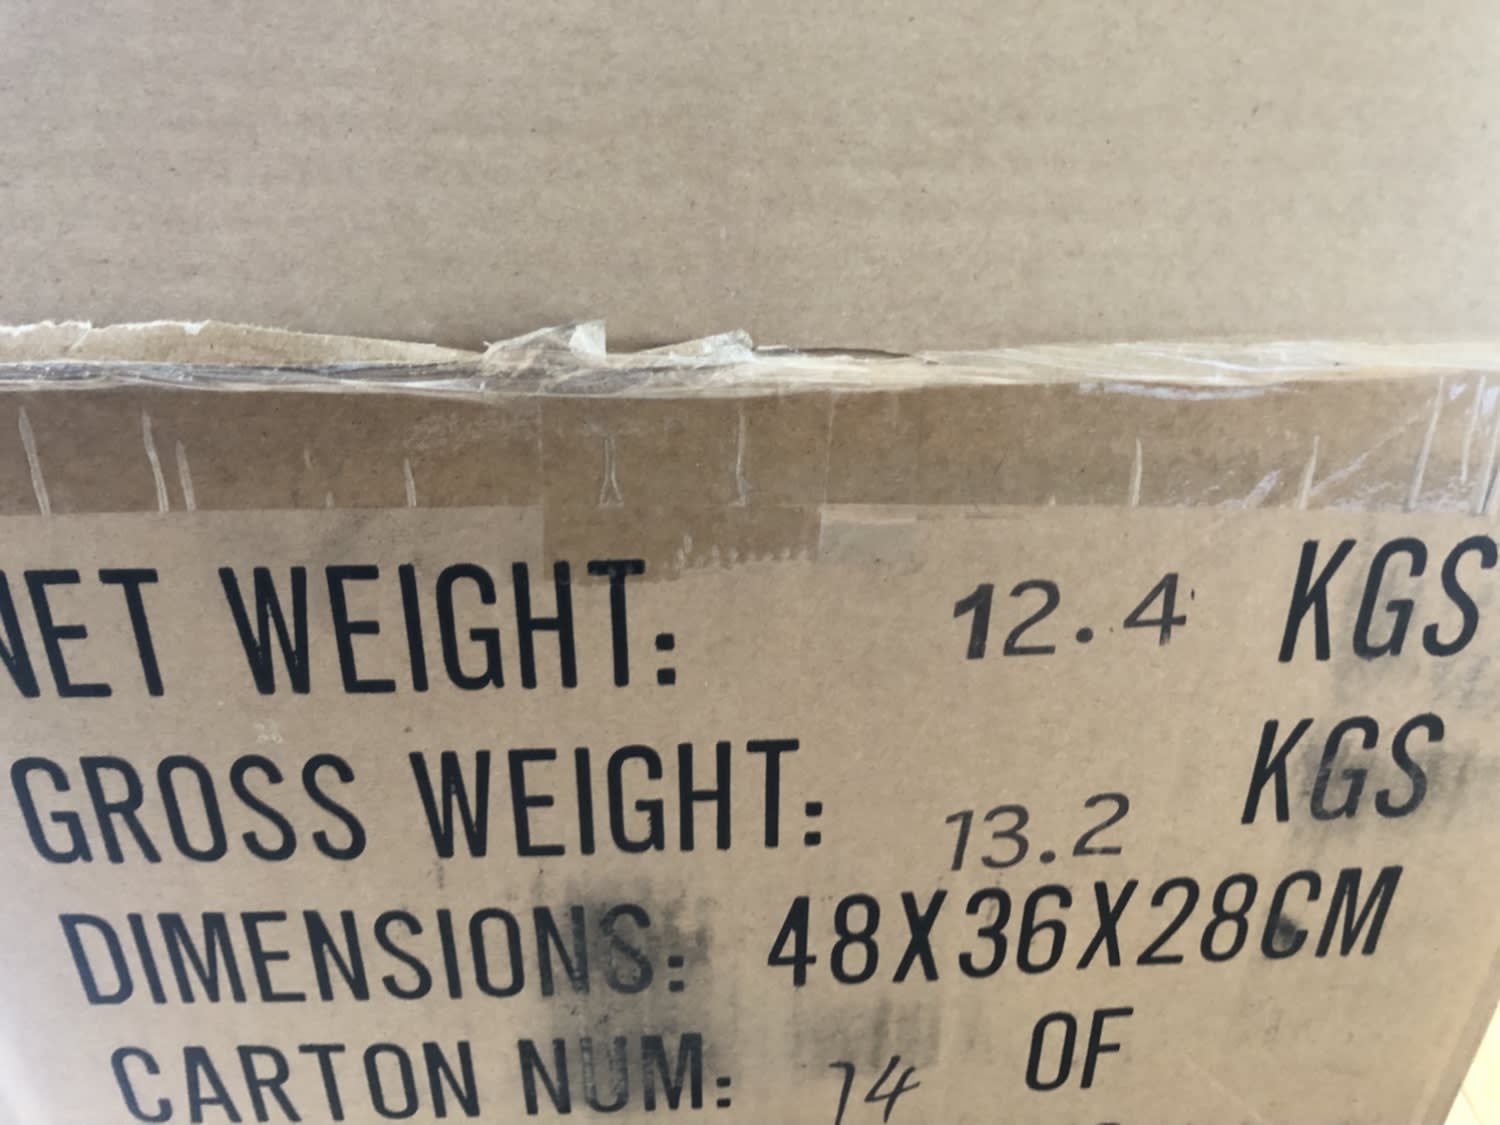 NET WEIGHT: 12.4 KGS
GROSS WEIGHT: 13.2 KGS
DIMENSIONS: 48X36X28CM
CARTON NUM: 14 OF